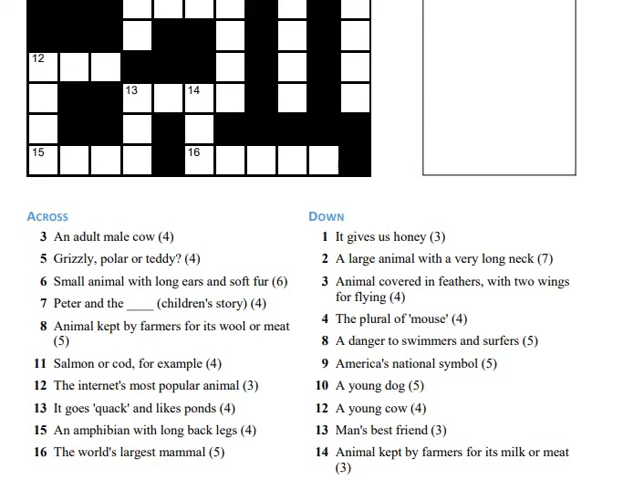 12
13
14
15
16
ACROSS
3 An adult male cow (4)
5 Grizzly, polar or teddy? (4)
6 Small animal with long ears and soft fur (6)
7 Peter and the ____ (children's story) (4)
8 Animal kept by farmers for its wool or meat
(5)
11 Salmon or cod, for example (4)
12 The internet's most popular animal (3)
13 It goes 'quack' and likes ponds (4)
15 An amphibian with long back legs (4)
16 The world's largest mammal (5)
DOWN
1 It gives us honey (3)
2 A large animal with a very long neck (7)
3 Animal covered in feathers, with two wings
for flying (4)
4 The plural of 'mouse' (4)
8 A danger to swimmers and surfers (5)
9 America's national symbol (5)
10 A young dog (5)
12 A young cow (4)
13 Man's best friend (3)
14 Animal kept by farmers for its milk or meat
(3)